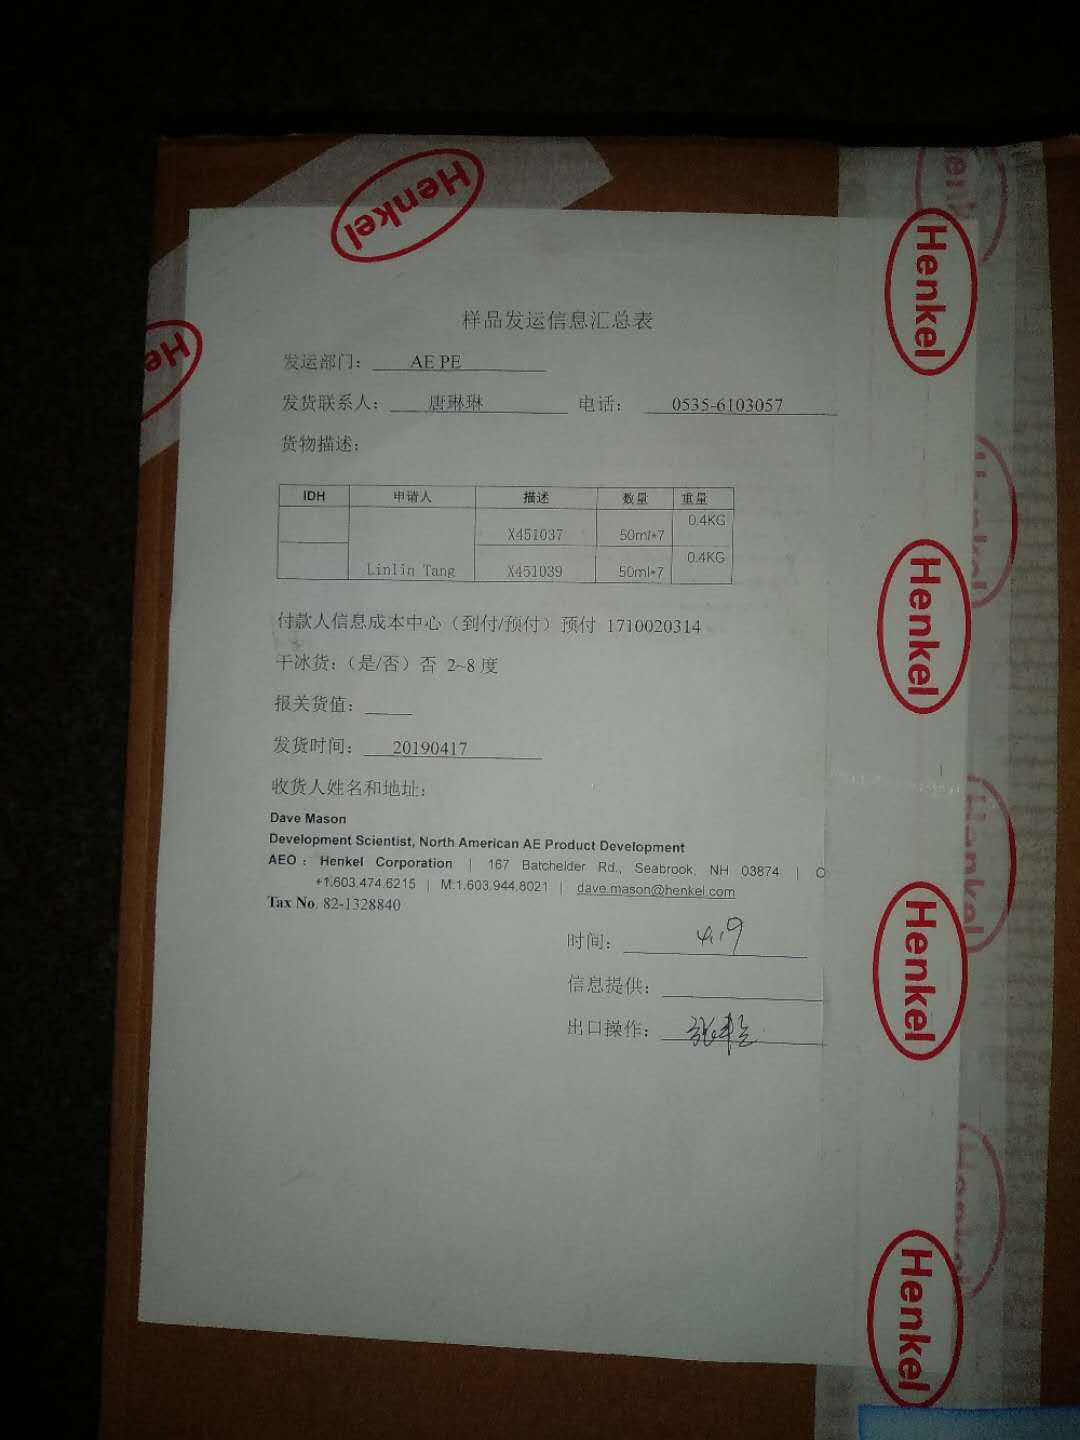 Henkel
Henkel
Henkel
样品发运信息汇总表
发运部门： AE PE
发货联系人： 唐琳琳 电话： 0535-6103057
货物描述：
IDH 申请人 描述 数量 重量
X451037 50ml*7 0.4KG
Linlin Tang X451039 50ml*7 0.4KG
付款人信息成本中心（到付/预付）预付 1710020314
干冰货：（是/否）否 2~8 度
报关货值：
发货时间： 20190417
收货人姓名和地址：
Dave Mason
Development Scientist, North American AE Product Development
AEO : Henkel Corporation | 167 Batchelder Rd., Seabrook, NH 03874 | O
+1.603.474.6215 | M:1.603.944.8021 | dave.mason@henkel.com
Tax No. 82-1328840
时间： 4.19
信息提供：
出口操作：
Henkel
Henkel
Henkel
Henkel